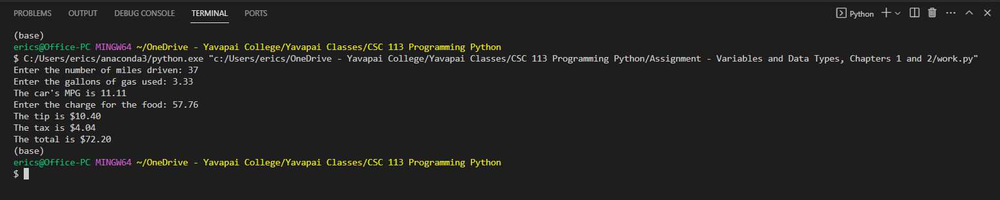 PROBLEMS OUTPUT DEBUG CONSOLE TERMINAL PORTS Python
(base)
erics@Office-PC MINGW64 ~/OneDrive - Yavapai College/Yavapai Classes/CSC 113 Programming Python
$ C:/Users/erics/anaconda3/python.exe "c:/Users/erics/OneDrive - Yavapai College/Yavapai Classes/CSC 113 Programming Python/Assignment - Variables and Data Types, Chapters 1 and 2/work.py"
Enter the number of miles driven: 37
Enter the gallons of gas used: 3.33
The car's MPG is 11.11
Enter the charge for the food: 57.76
The tip is $10.40
The tax is $4.04
The total is $72.20
(base)
erics@Office-PC MINGW64 ~/OneDrive - Yavapai College/Yavapai Classes/CSC 113 Programming Python
$